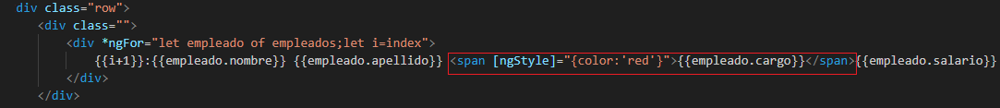 div class="row">
<div class="">
<div *ngFor="let empleado of empleados;let i=index">
{{i+1}}:{{empleado.nombre}} {{empleado.apellido}} <span [ngStyle]="{color:'red'}">{{empleado.cargo}}</span>{{empleado.salario}}
</div>
</div>